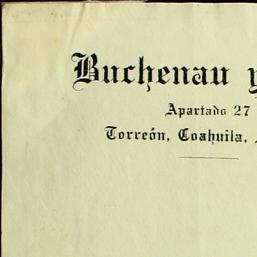 Buchenau y
Apartado 27
Torreón, Coahuila,